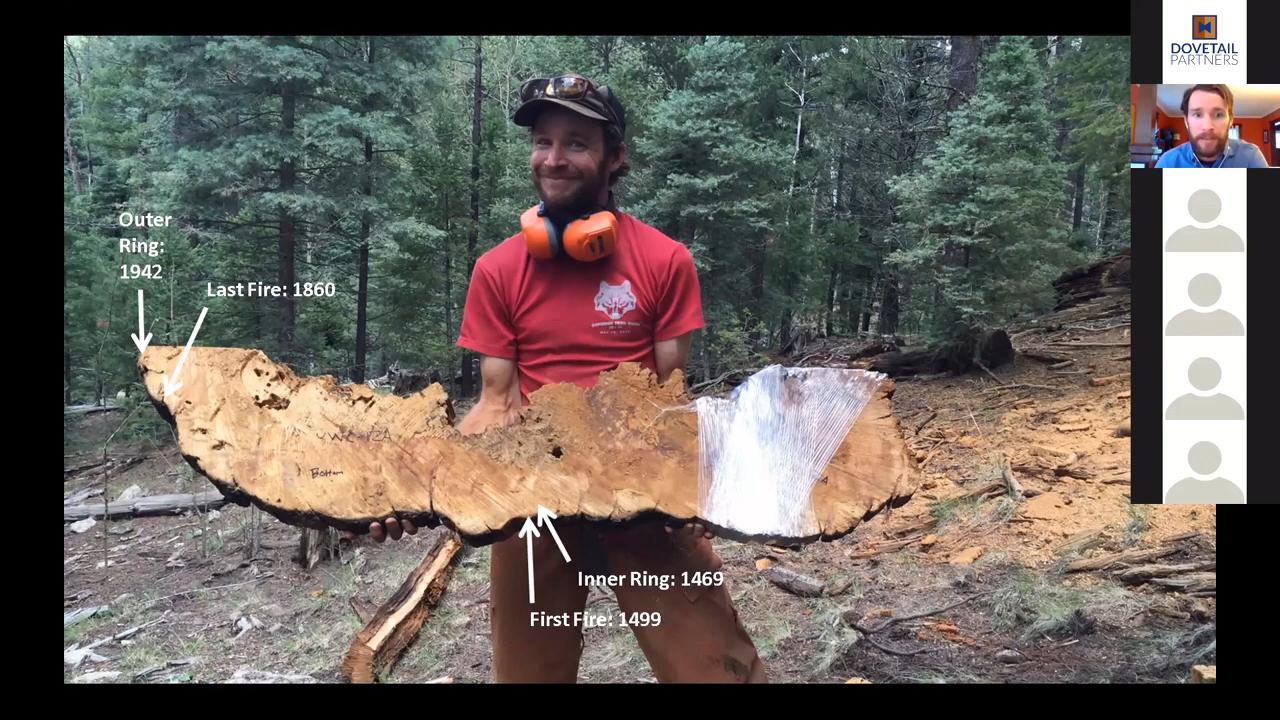 Outer
Ring:
1942
Last Fire: 1860
Bottom
Inner Ring: 1469
First Fire: 1499
DOVETAIL
PARTNERS